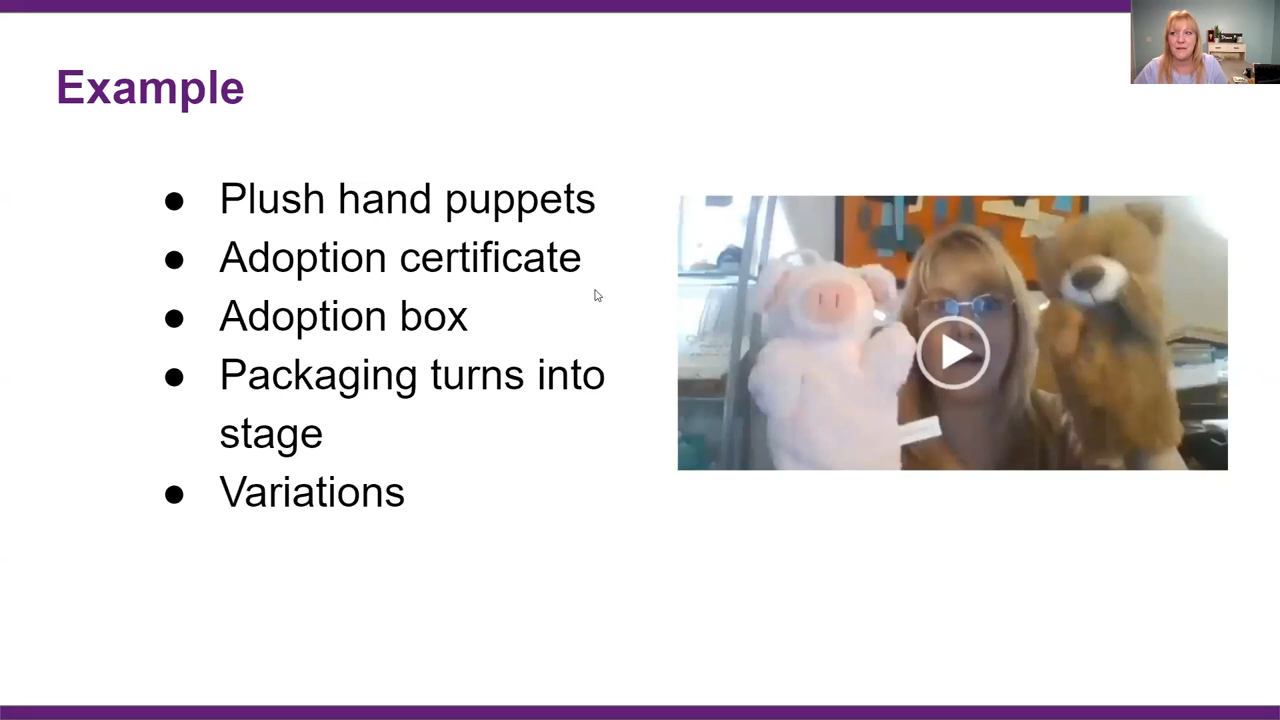 Example
● Plush hand puppets
● Adoption certificate
● Adoption box
● Packaging turns into
stage
● Variations